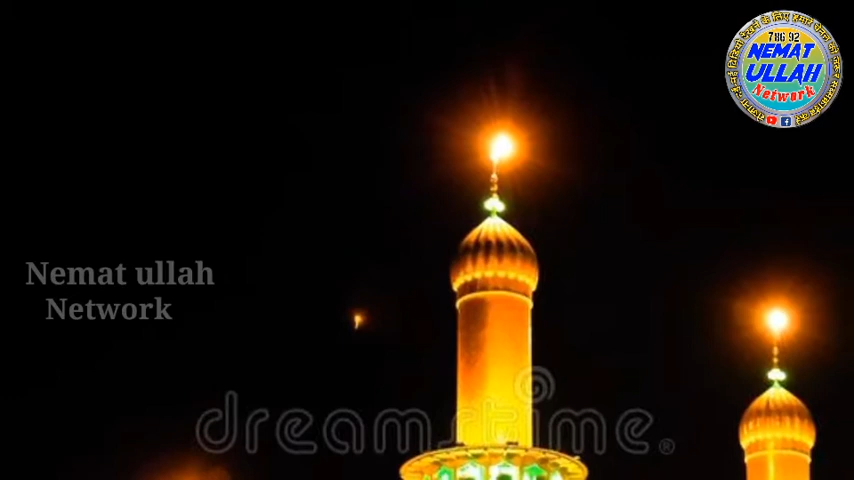 786 92
NEMAT
ULLAH
Network
Nemat ullah
Network
dreamstime®